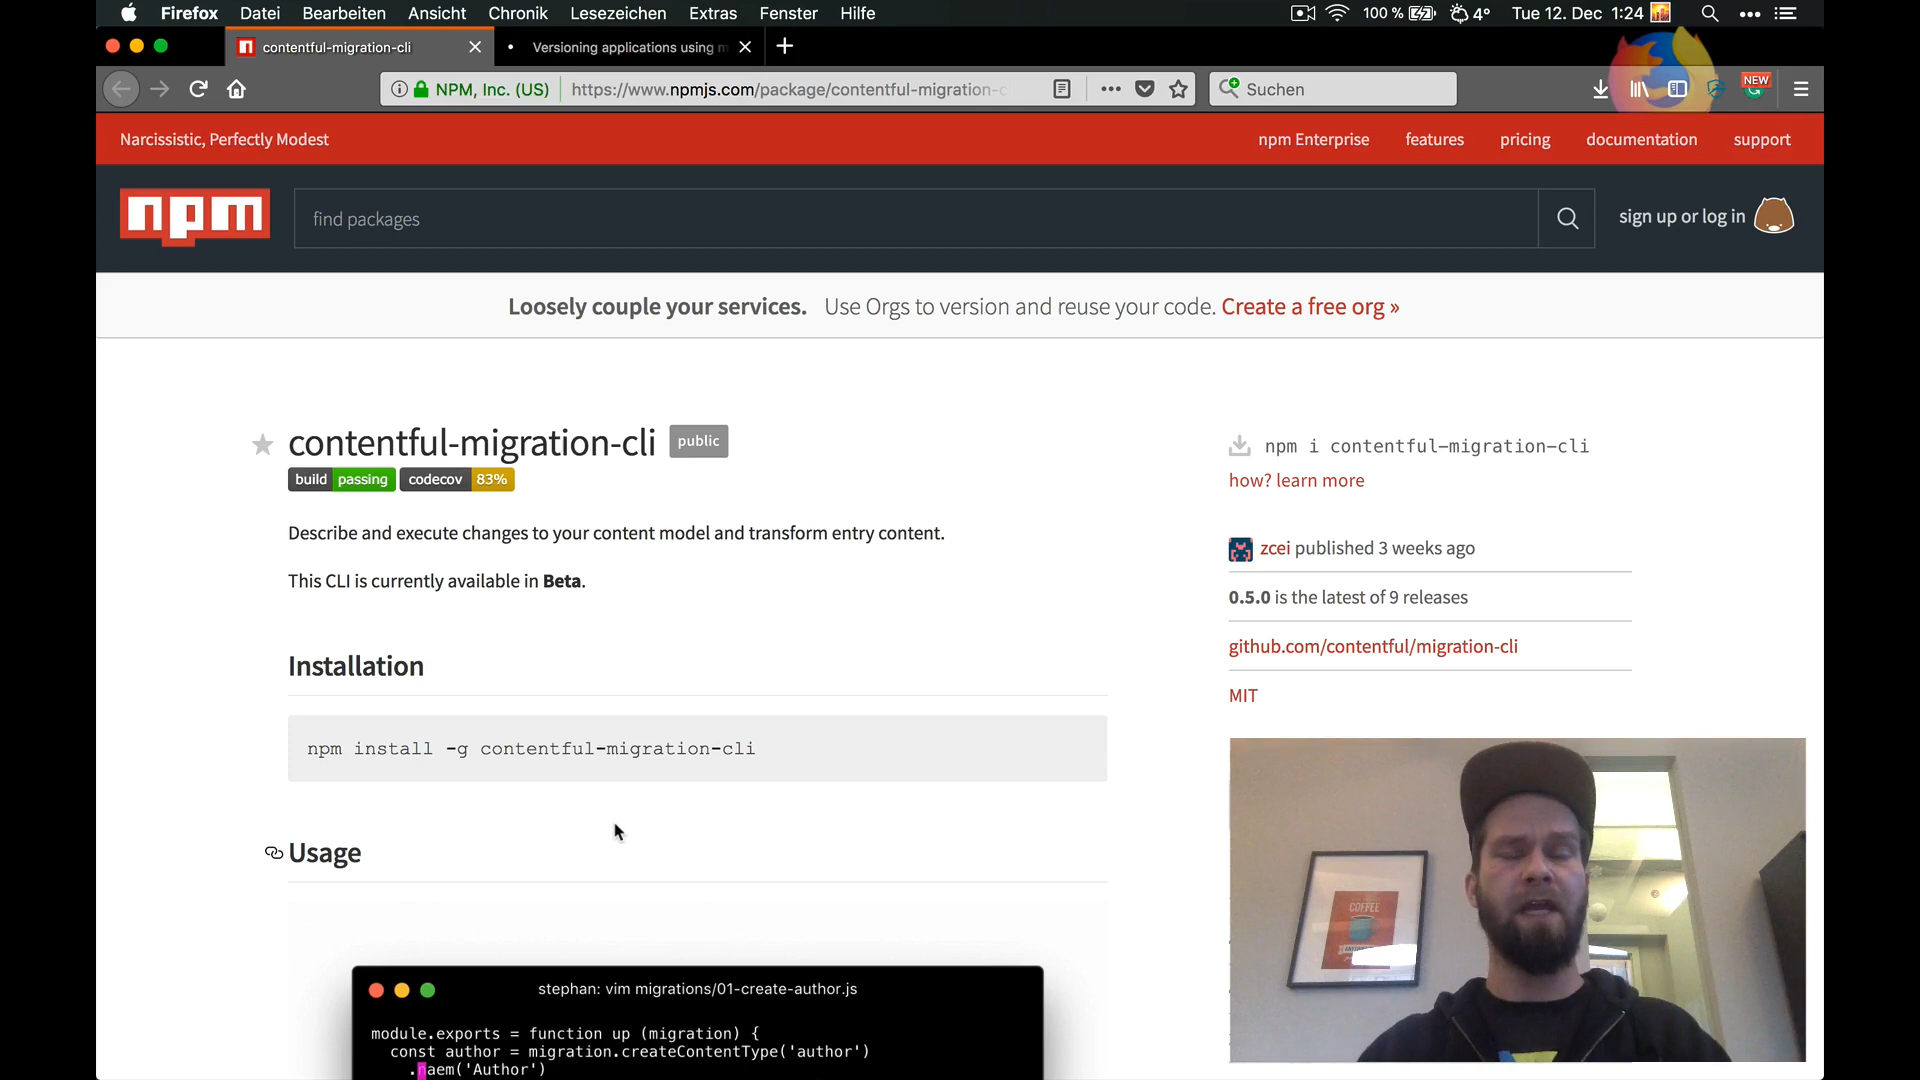 Firefox Datei Bearbeiten Ansicht Chronik Lesezeichen Extras Fenster Hilfe 100 % 4° Tue 12. Dec 1:24
contentful-migration-cli Versioning applications using m
NPM, Inc. (US) https://www.npmjs.com/package/contentful-migration-c Suchen NEW
Narcissistic, Perfectly Modest npm Enterprise features pricing documentation support
npm find packages sign up or log in
Loosely couple your services. Use Orgs to version and reuse your code. Create a free org »
contentful-migration-cli public
build passing codecov 83%
Describe and execute changes to your content model and transform entry content.
This CLI is currently available in Beta.
Installation
npm install -g contentful-migration-cli
Usage
stephan: vim migrations/01-create-author.js
module.exports = function up (migration) {
const author = migration.createContentType('author')
.naem('Author')
npm i contentful-migration-cli
how? learn more
zcei published 3 weeks ago
0.5.0 is the latest of 9 releases
github.com/contentful/migration-cli
MIT
COFFEE